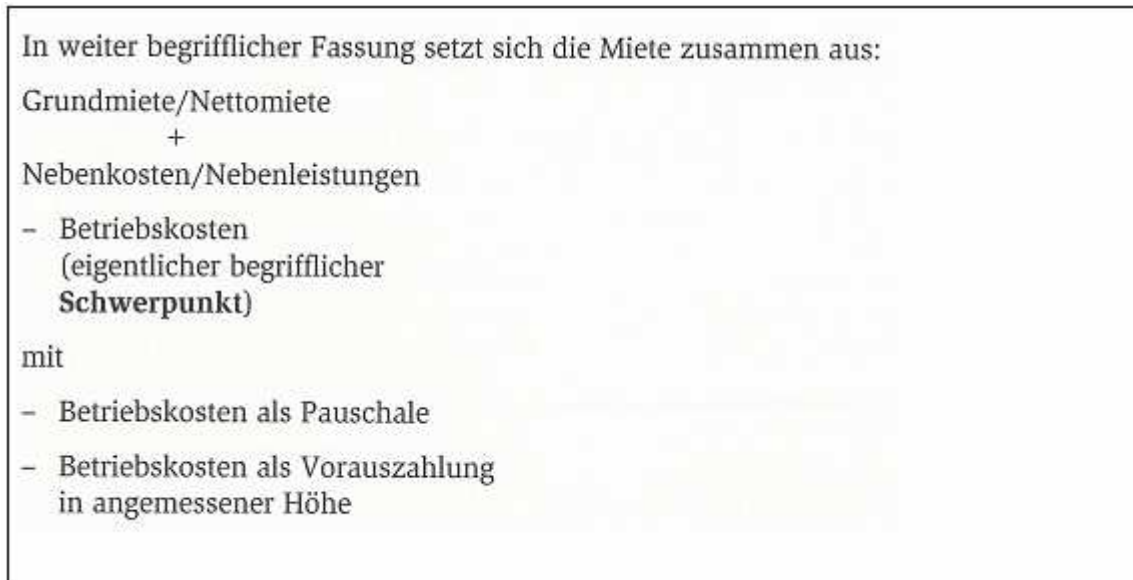 In weiter begrifflicher Fassung setzt sich die Miete zusammen aus:
Grundmiete/Nettomiete
+
Nebenkosten/Nebenleistungen
– Betriebskosten
(eigentlicher begrifflicher
Schwerpunkt)
mit
– Betriebskosten als Pauschale
– Betriebskosten als Vorauszahlung
in angemessener Höhe